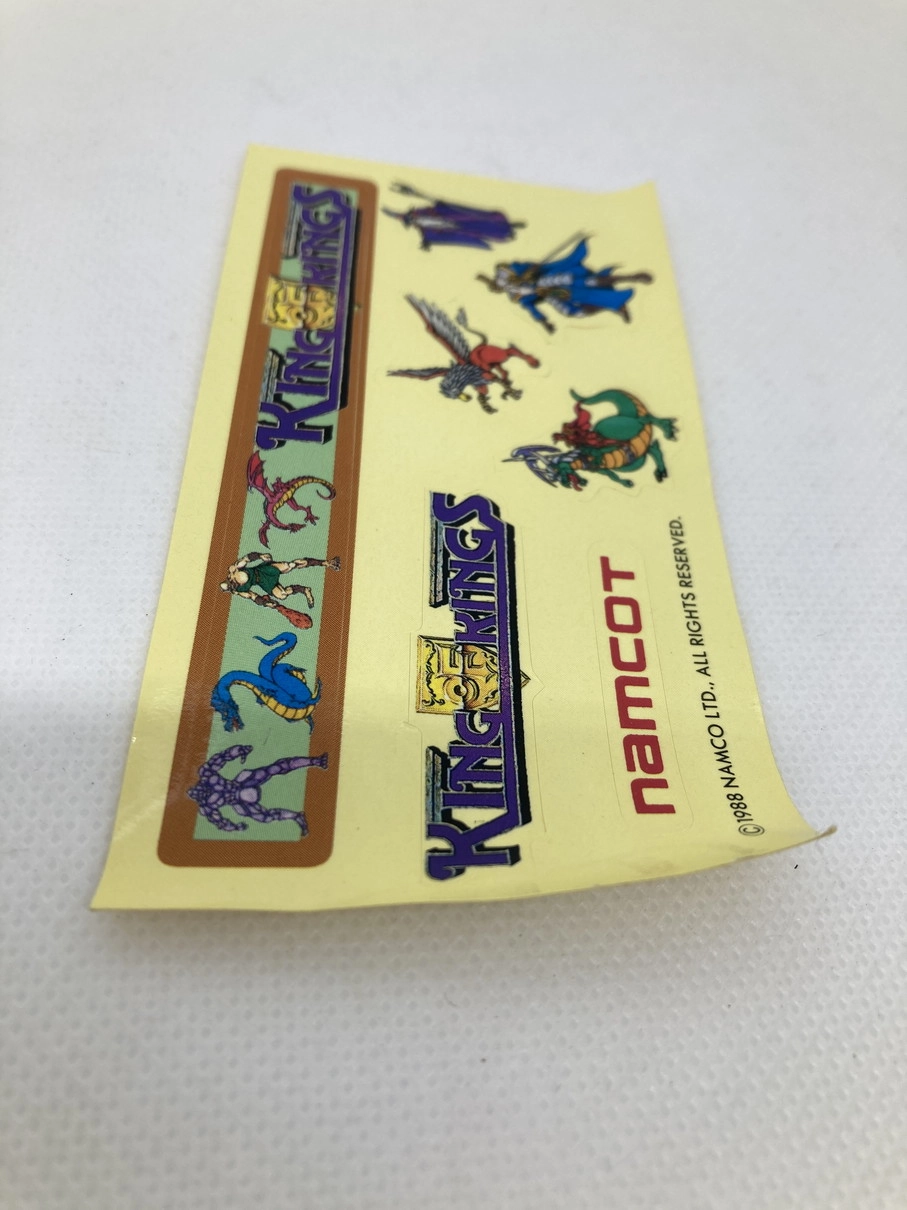 KING OF KINGS
KING OF KINGS
namcot
©1988 NAMCO LTD., ALL RIGHTS RESERVED.